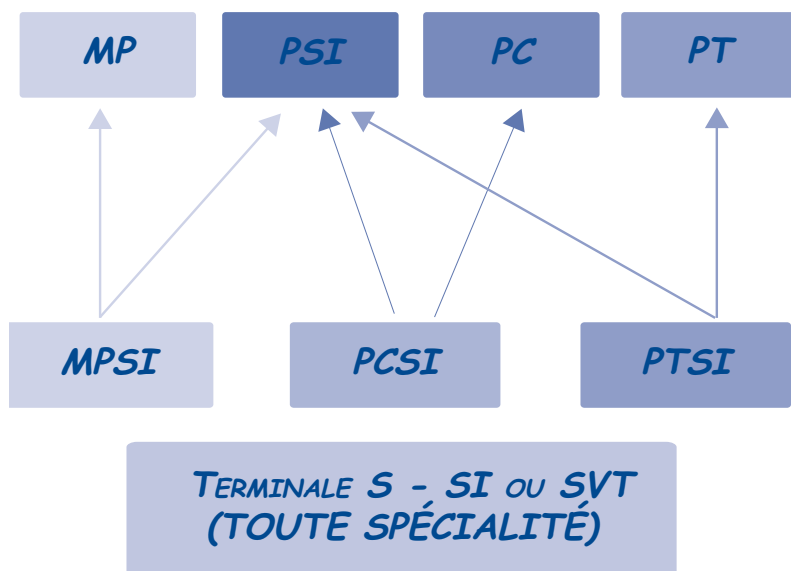 MP
PSI
PC
PT
MPSI
PCSI
PTSI
TERMINALE S - SI OU SVT
(TOUTE SPÉCIALITÉ)